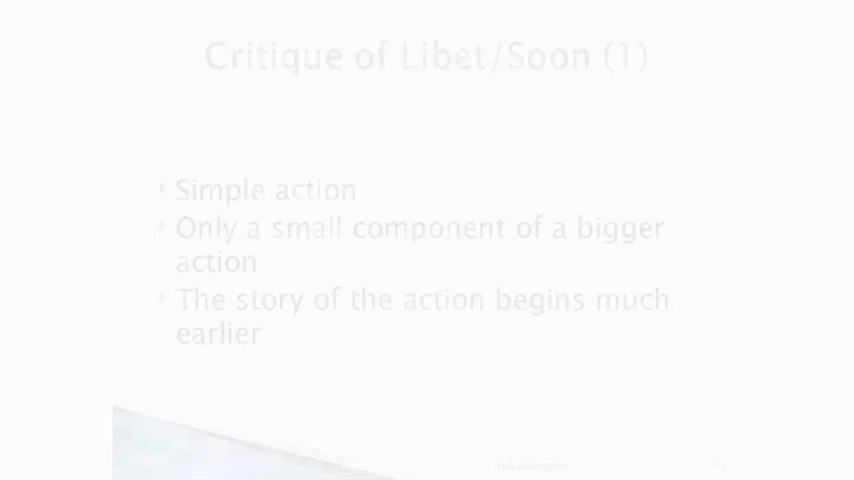 Critique of Libet/Soon (1)
Simple action
Only a small component of a bigger
action
The story of the action begins much
earlier